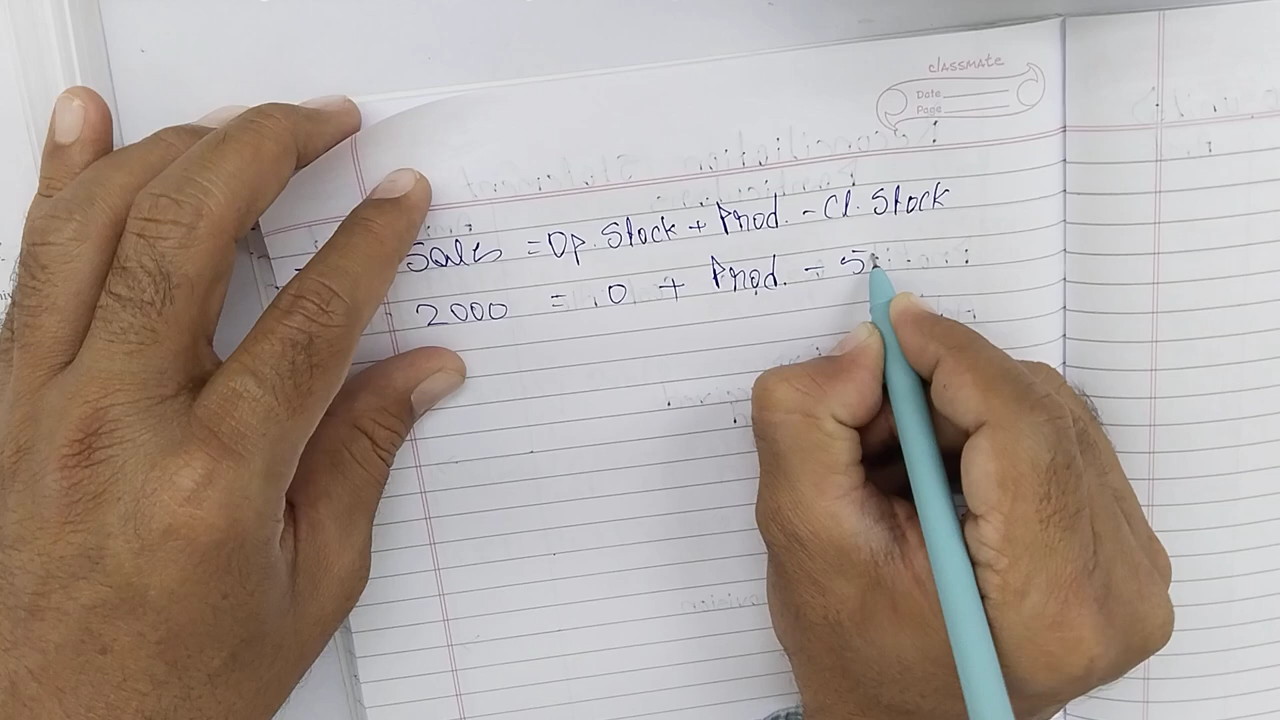 classmate
Date
Page
Sales = Op. Stock + Prod. - Cl. Stock
2000 = 0 + Prod. - 5